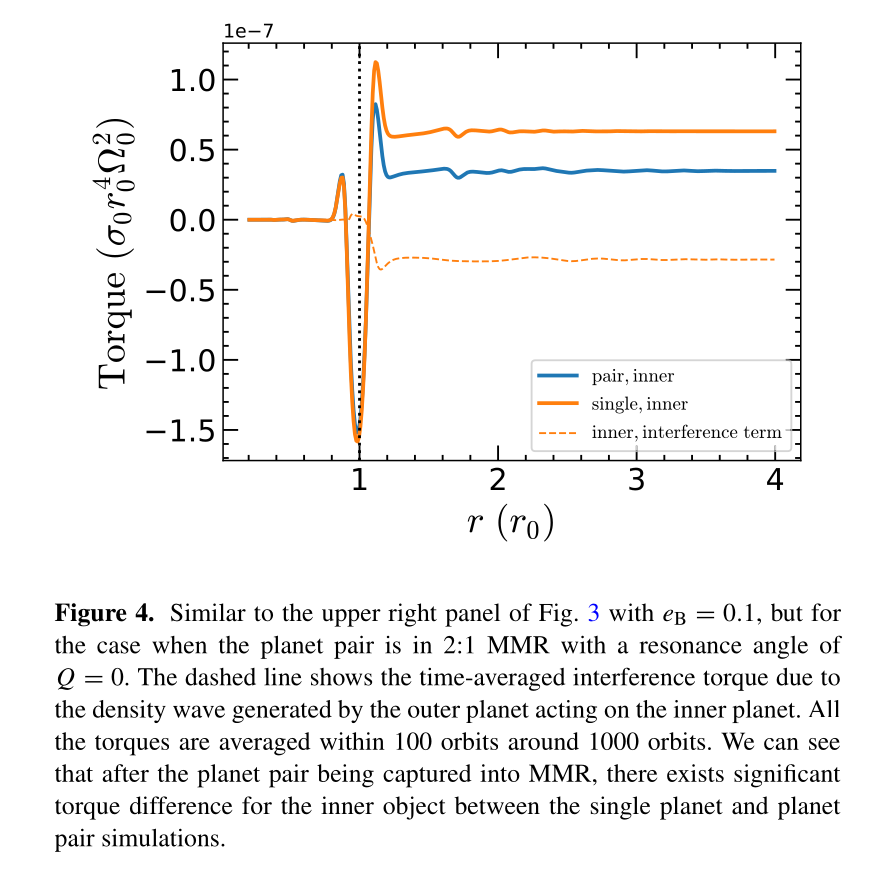 1e−7
1.0
0.5
0.0
−0.5
−1.0
−1.5
Torque (σ₀r₀⁴Ω₀²)
pair, inner
single, inner
inner, interference term
1 2 3 4
r (r₀)
Figure 4. Similar to the upper right panel of Fig. 3 with e_B = 0.1, but for
the case when the planet pair is in 2:1 MMR with a resonance angle of
Q = 0. The dashed line shows the time-averaged interference torque due to
the density wave generated by the outer planet acting on the inner planet. All
the torques are averaged within 100 orbits around 1000 orbits. We can see
that after the planet pair being captured into MMR, there exists significant
torque difference for the inner object between the single planet and planet
pair simulations.